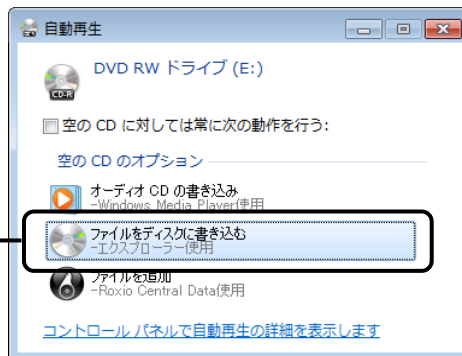 自動再生
DVD RW ドライブ (E:)
CD-R
空の CD に対しては常に次の動作を行う:
空の CD のオプション
オーディオ CD の書き込み
-Windows Media Player使用
ファイルをディスクに書き込む
-エクスプローラー使用
ファイルを追加
-Roxio Central Data使用
コントロール パネルで自動再生の詳細を表示します